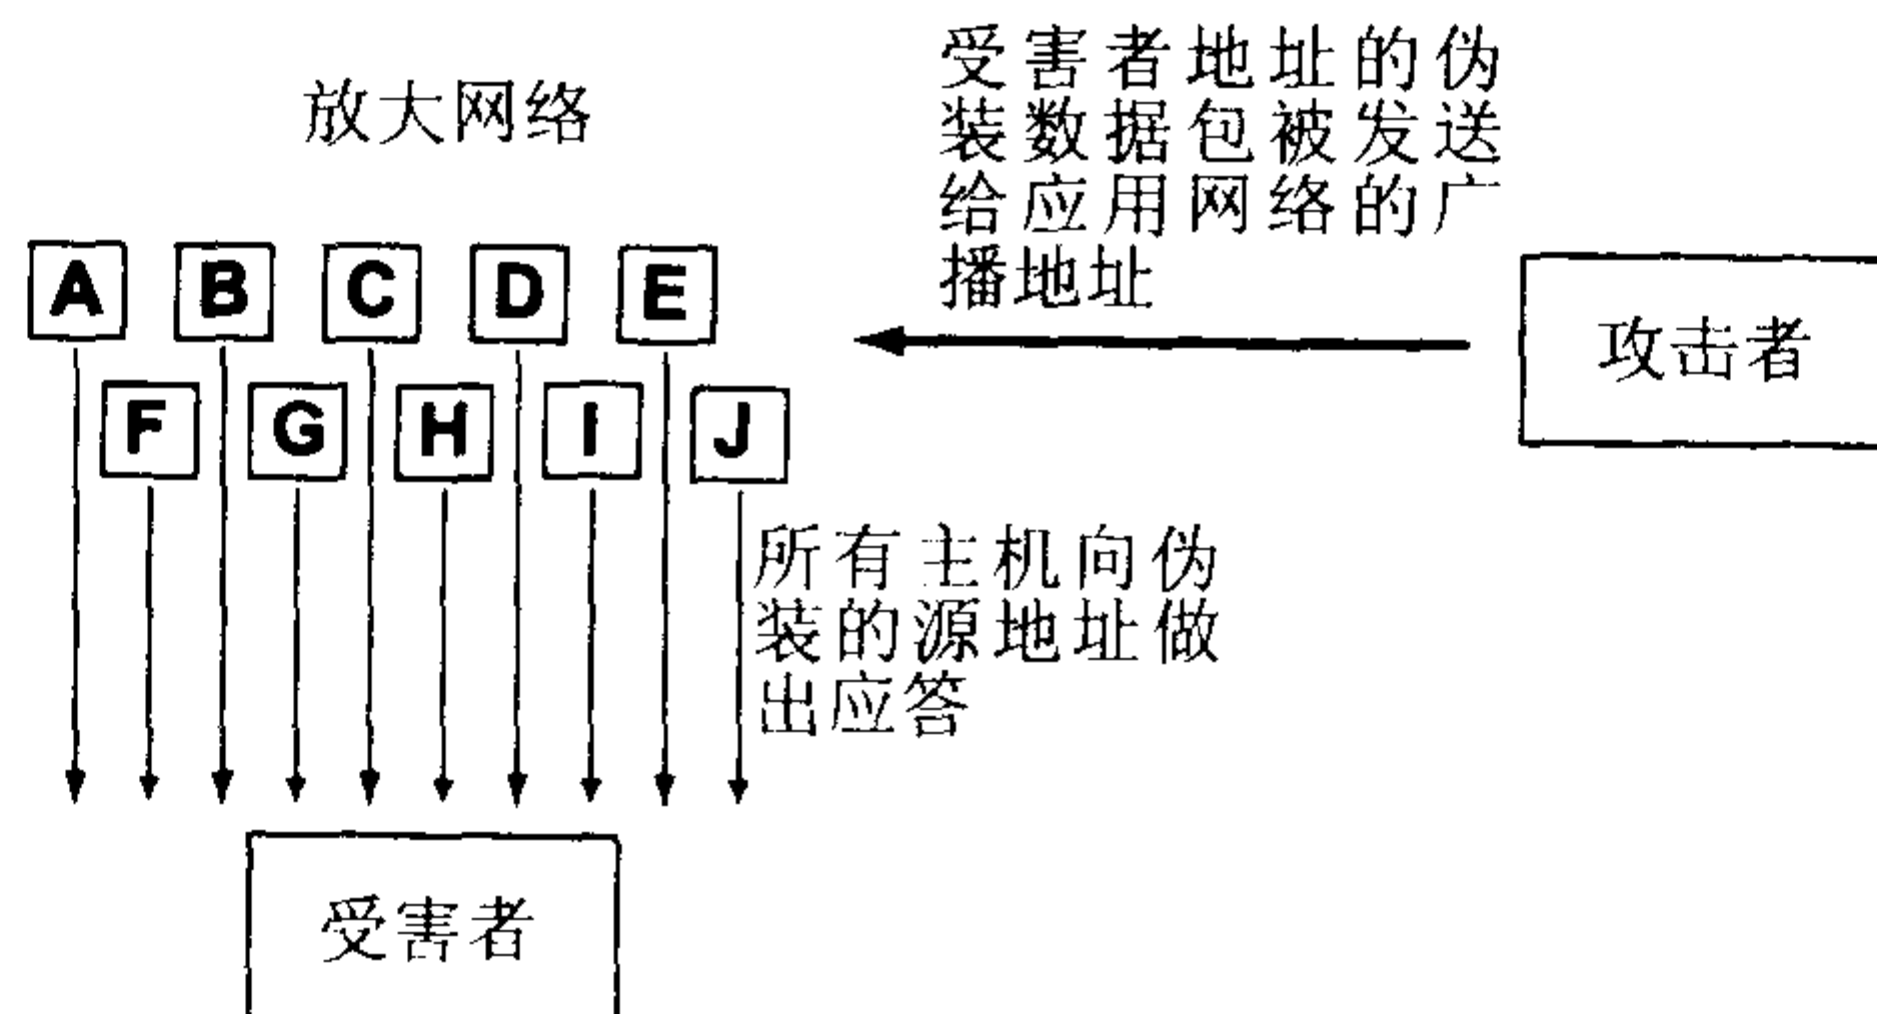 放大网络
受害者地址的伪
装数据包被发送
给应用网络的广
播地址
A B C D E
攻击者
F G H I J
所有主机向伪
装的源地址做
出应答
受害者